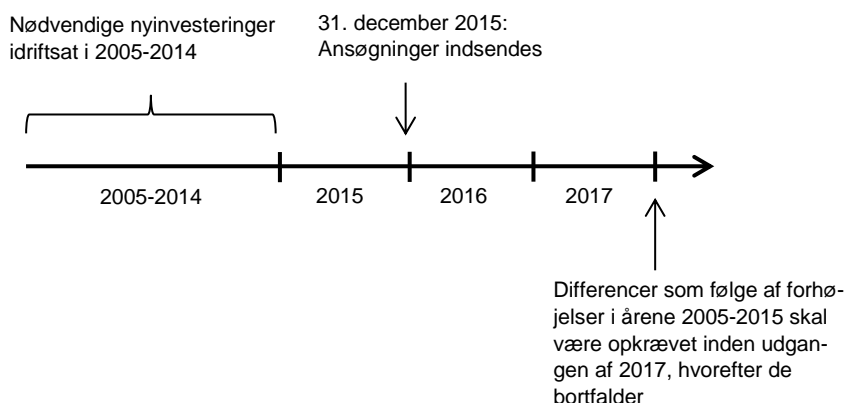 Nødvendige nyinvesteringer
idriftsat i 2005-2014
31. december 2015:
Ansøgninger indsendes
2005-2014
2015
2016
2017
Differencer som følge af forhø-
jelser i årene 2005-2015 skal
være opkrævet inden udgan-
gen af 2017, hvorefter de
bortfalder